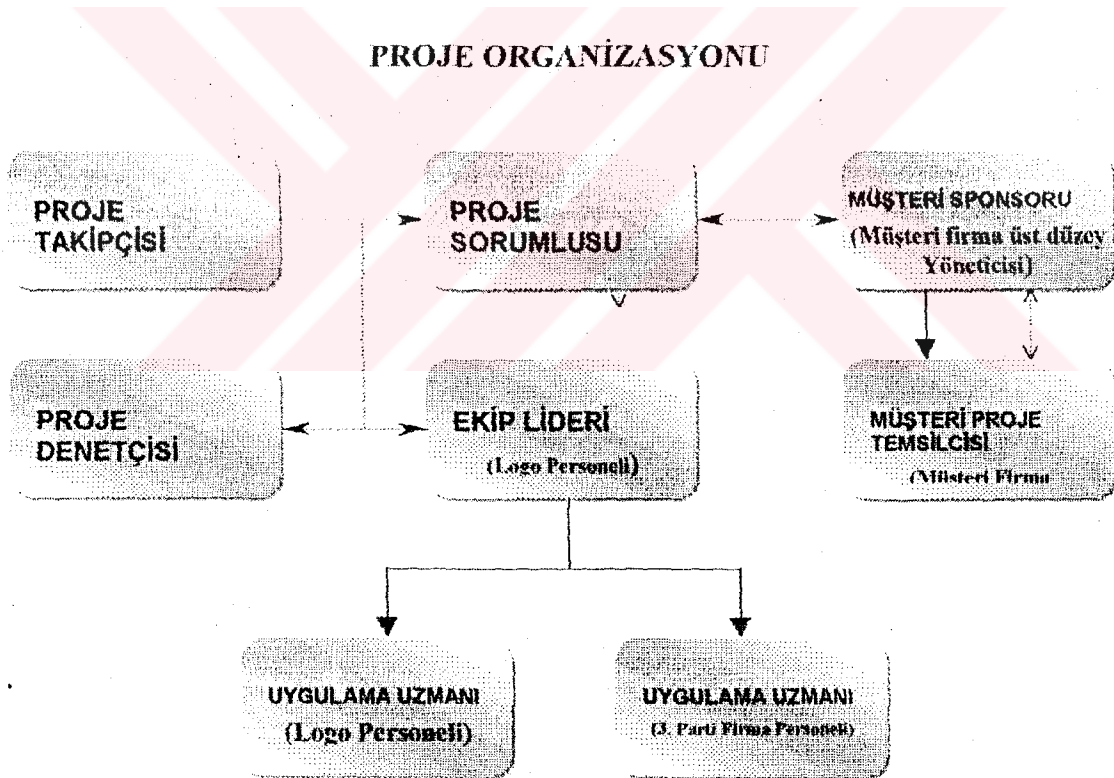 PROJE ORGANİZASYONU
PROJE
TAKİPÇİSİ
PROJE
SORUMLUSU
MÜŞTERİ SPONSORU
(Müşteri firma üst düzey
Yöneticisi)
PROJE
DENETÇİSİ
EKİP LİDERİ
(Logo Personeli)
MÜŞTERİ PROJE
TEMSİLCİSİ
(Müşteri Firma
UYGULAMA UZMANI
(Logo Personeli)
UYGULAMA UZMANI
(3. Parti Firma Personeli)